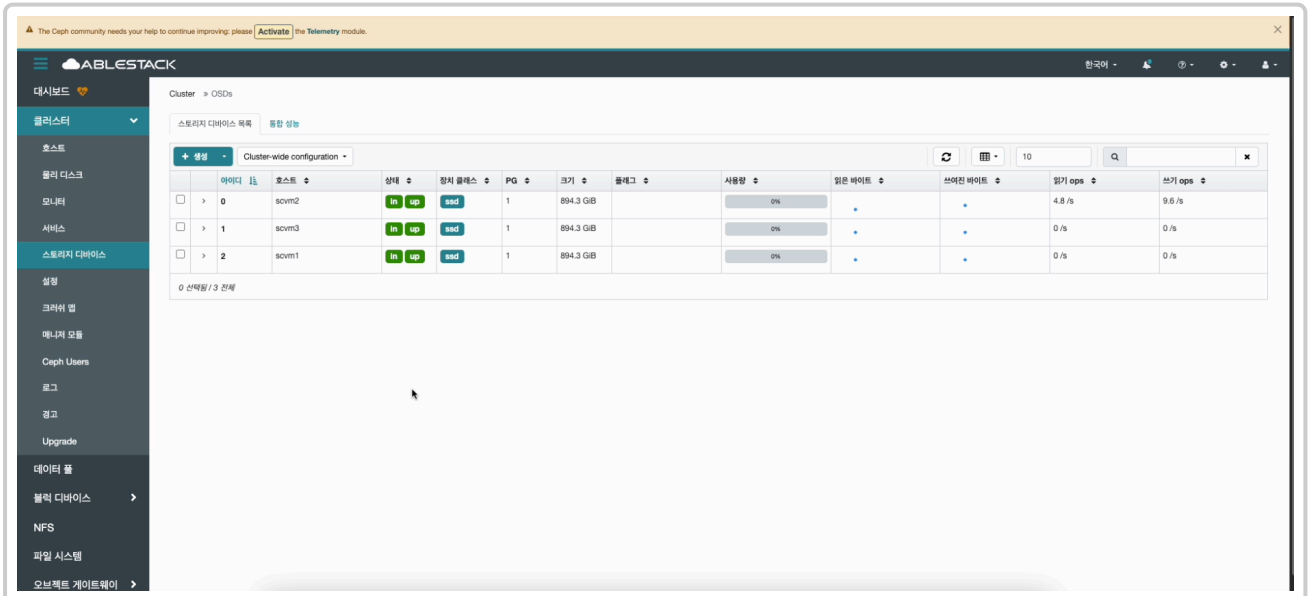 The Ceph community needs your help to continue improving: please Activate the Telemetry module.
ABLESTACK
한국어
대시보드
클러스터
호스트
물리 디스크
모니터
서비스
스토리지 디바이스
설정
크러쉬 맵
매니저 모듈
Ceph Users
로그
경고
Upgrade
데이터 풀
블럭 디바이스
NFS
파일 시스템
오브젝트 게이트웨이
Cluster » OSDs
스토리지 디바이스 목록 통합 성능
+ 생성 Cluster-wide configuration 10
아이디 호스트 상태 장치 클래스 PG 크기 플래그 사용량 읽은 바이트 쓰여진 바이트 읽기 ops 쓰기 ops
0 scvm2 in up ssd 1 894.3 GiB 0% 4.8 /s 9.6 /s
1 scvm3 in up ssd 1 894.3 GiB 0% 0 /s 0 /s
2 scvm1 in up ssd 1 894.3 GiB 0% 0 /s 0 /s
0 선택됨 / 3 전체